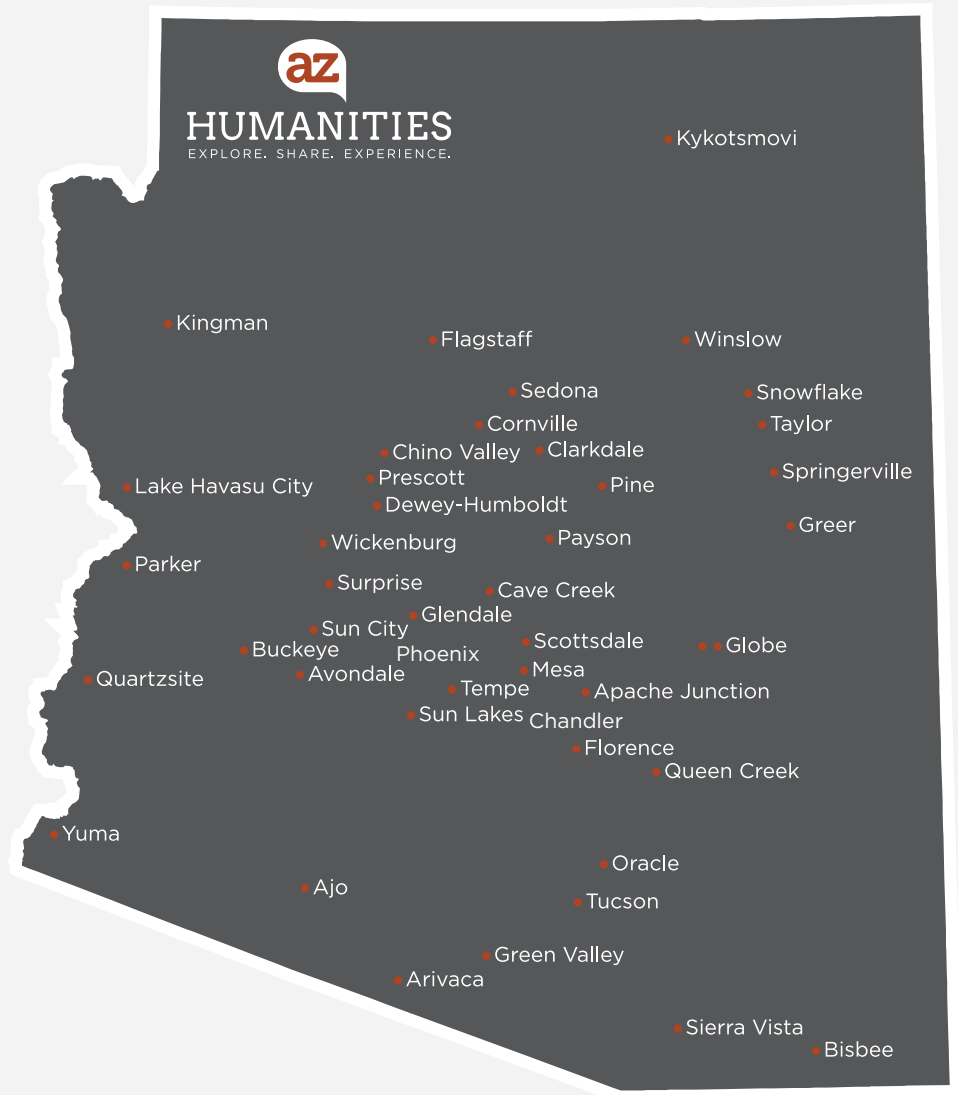 az
HUMANITIES
EXPLORE. SHARE. EXPERIENCE.
Kykotsmovi
Kingman
Flagstaff
Winslow
Sedona
Snowflake
Cornville
Taylor
Chino Valley
Clarkdale
Springerville
Prescott
Pine
Lake Havasu City
Dewey-Humboldt
Greer
Wickenburg
Payson
Parker
Surprise
Cave Creek
Glendale
Sun City
Scottsdale
Globe
Buckeye
Phoenix
Avondale
Mesa
Quartzsite
Tempe
Apache Junction
Sun Lakes
Chandler
Florence
Queen Creek
Yuma
Oracle
Ajo
Tucson
Green Valley
Arivaca
Sierra Vista
Bisbee